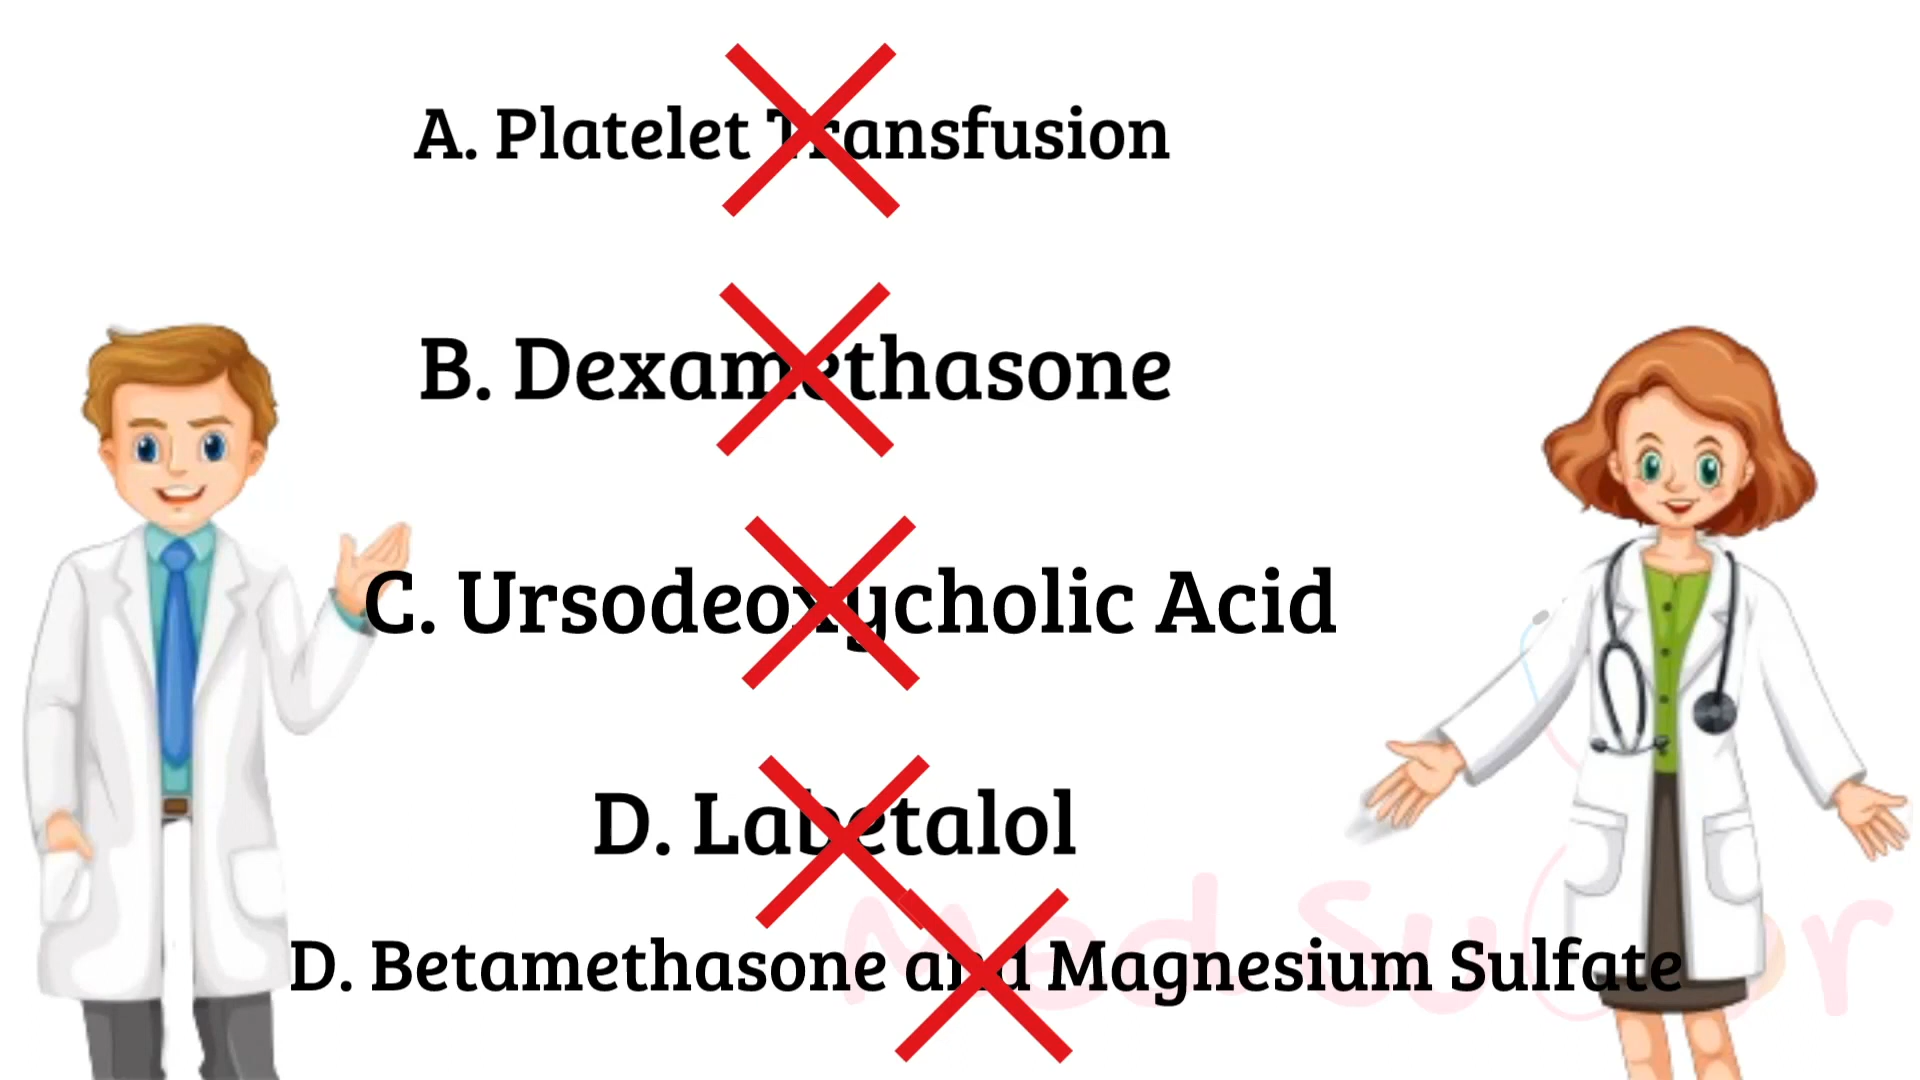 A. Platelet Transfusion
B. Dexamethasone
C. Ursodeoxycholic Acid
D. Labetalol
D. Betamethasone and Magnesium Sulfate